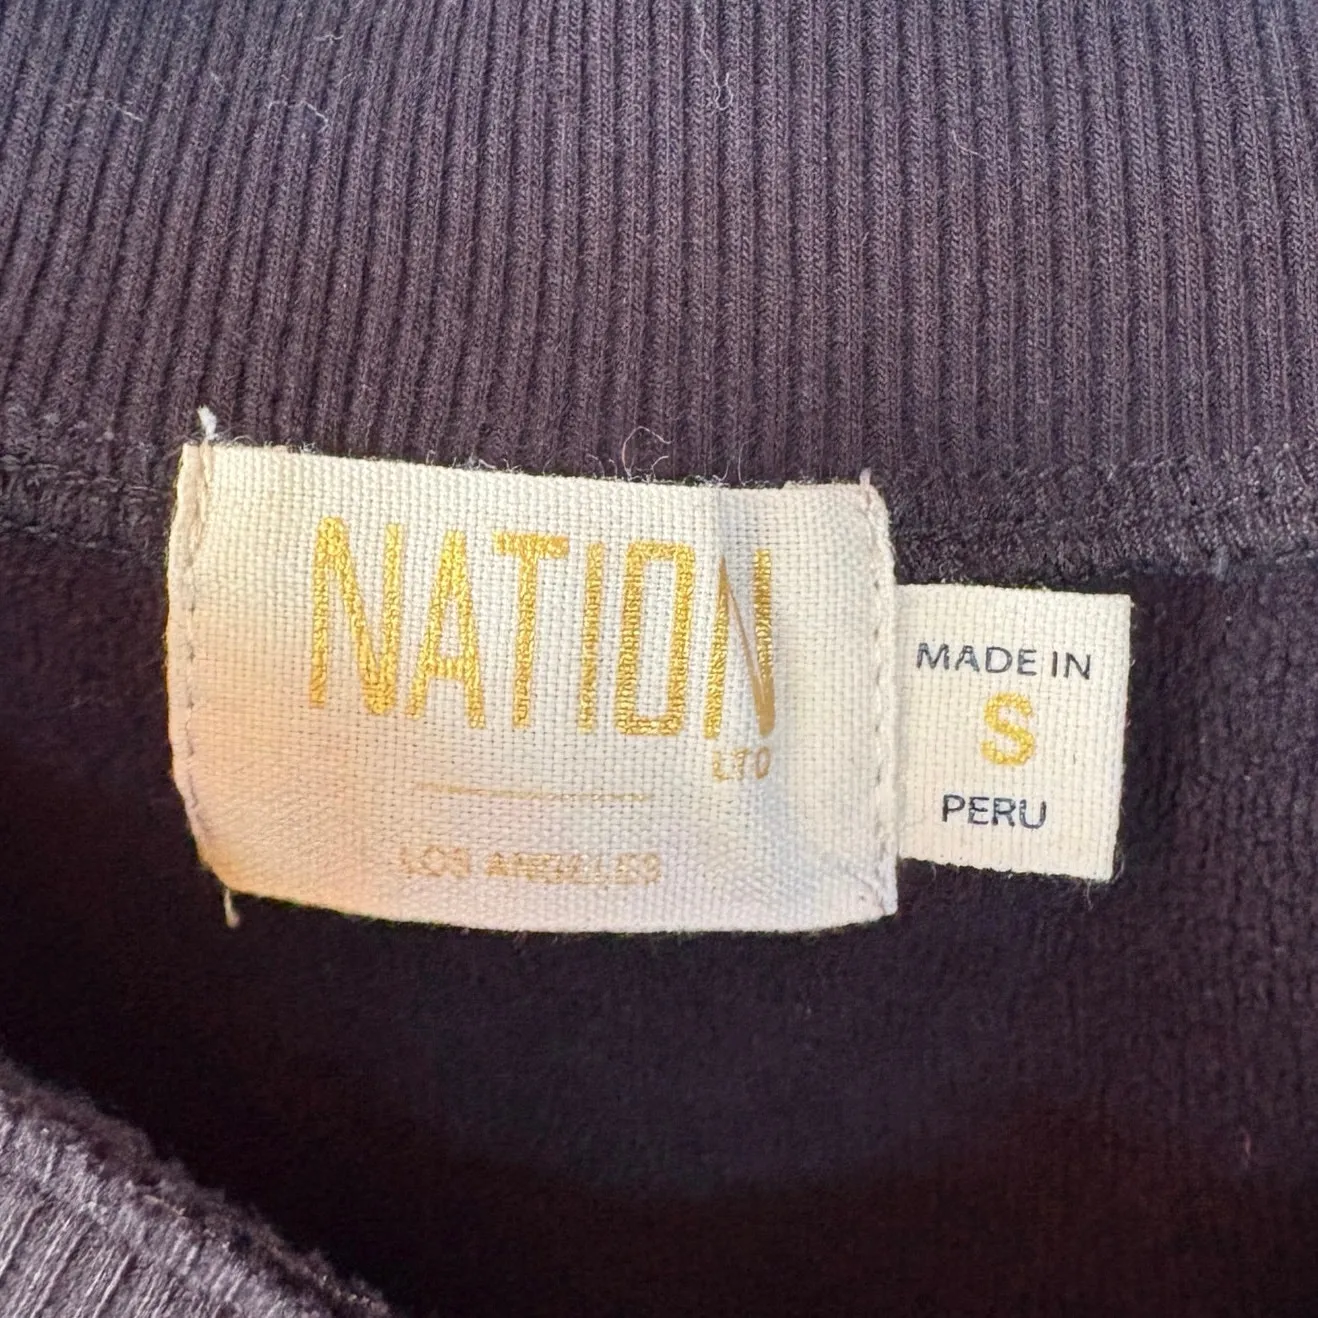 NATION
LTD
LOS ANGELES
MADE IN
S
PERU